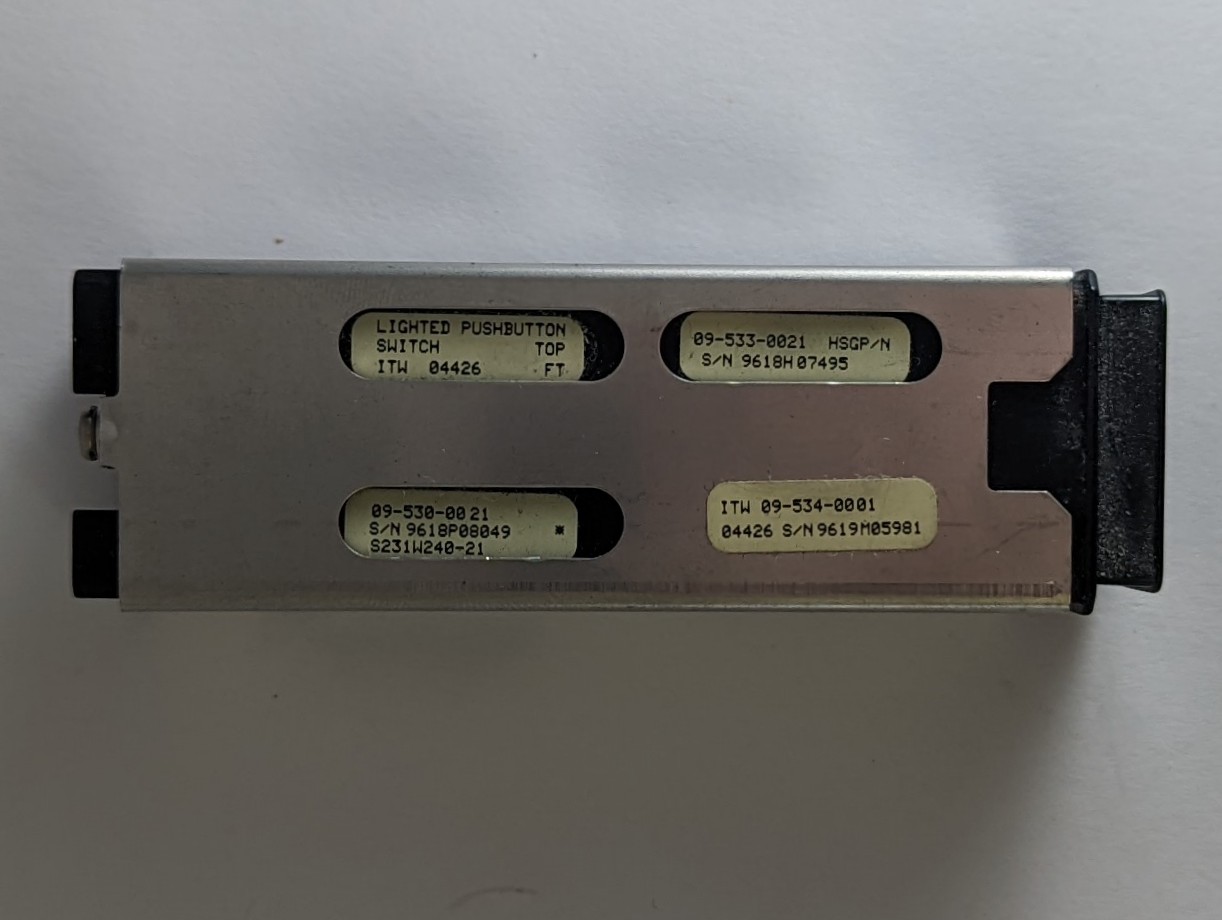 LIGHTED PUSHBUTTON
SWITCH TOP
ITW 04426 FT
09-533-0021 HSGP/N
S/N 9618H07495
09-530-0021
S/N 9618P08049 *
S231W240-21
ITW 09-534-0001
04426 S/N9619M05981